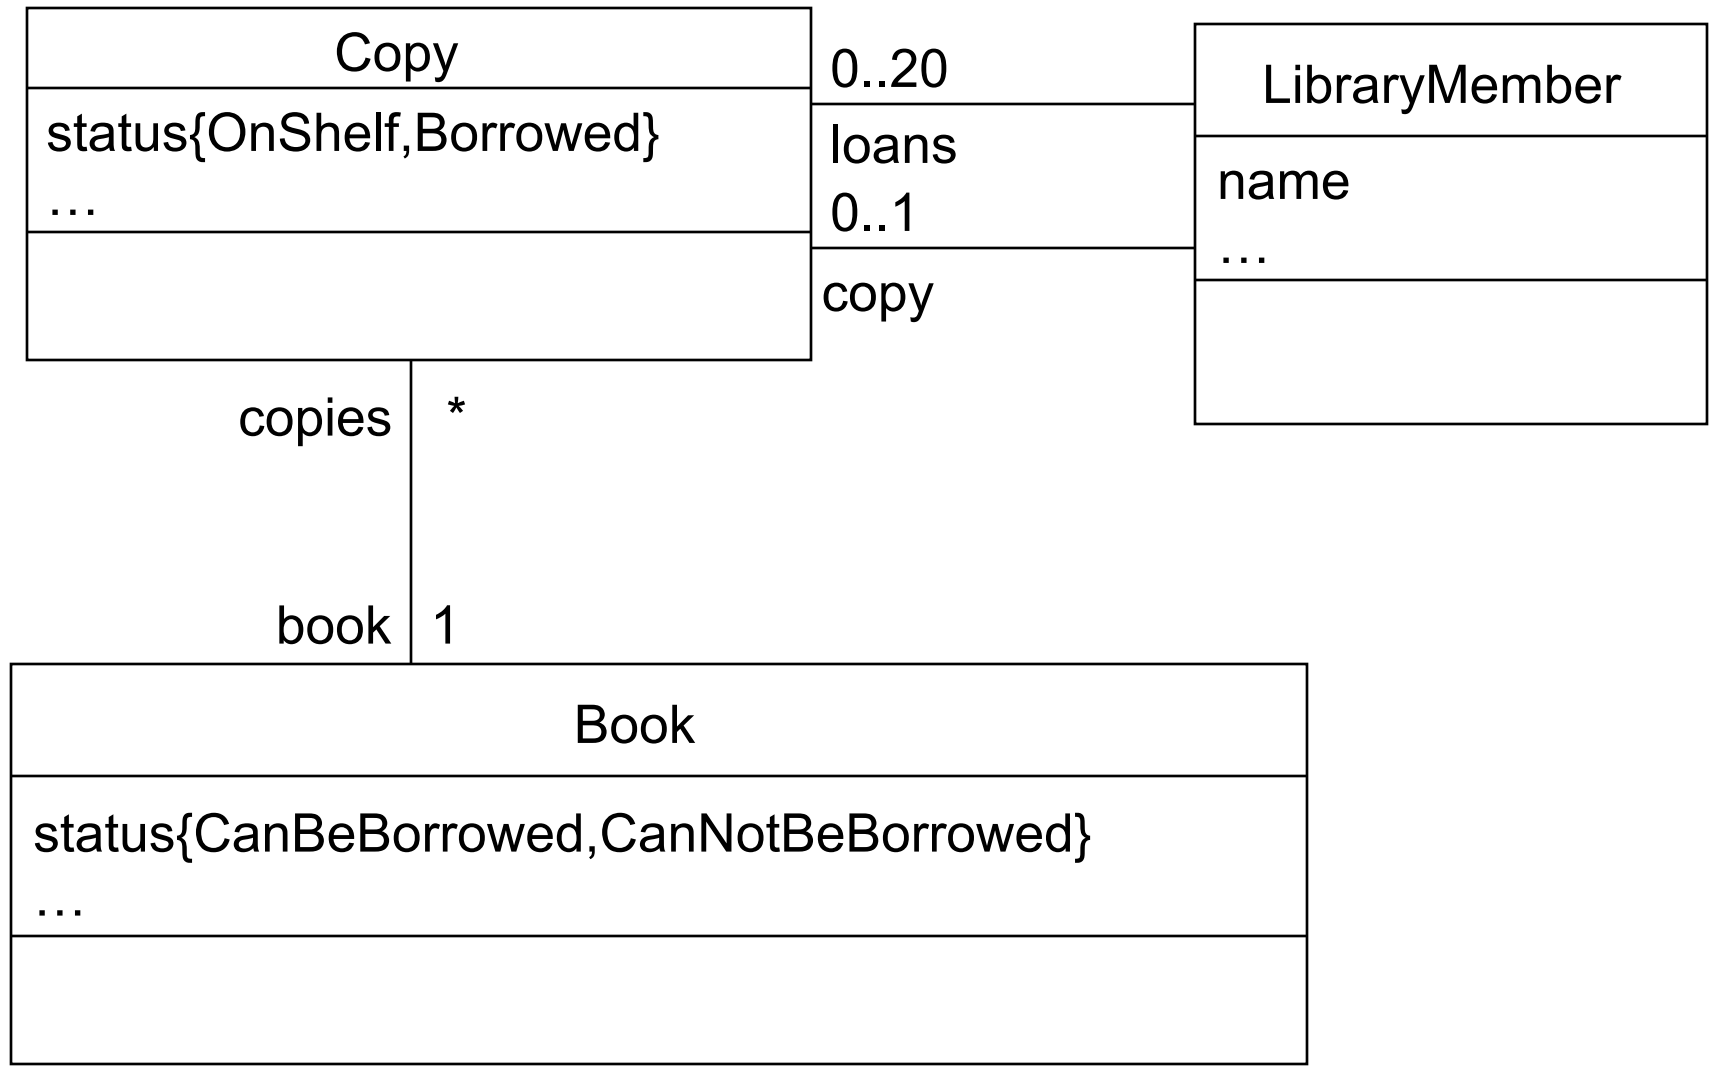 Copy
status{OnShelf,Borrowed}
…
0..20
loans
0..1
copy
LibraryMember
name
…
copies *
book 1
Book
status{CanBeBorrowed,CanNotBeBorrowed}
…